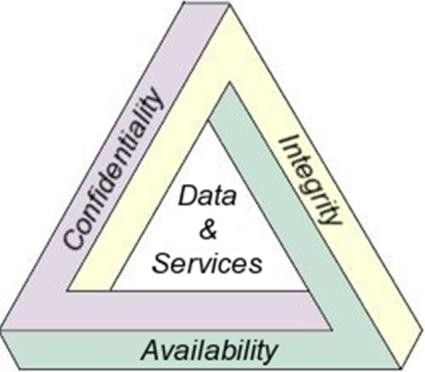 Confidentiality
Integrity
Data
&
Services
Availability